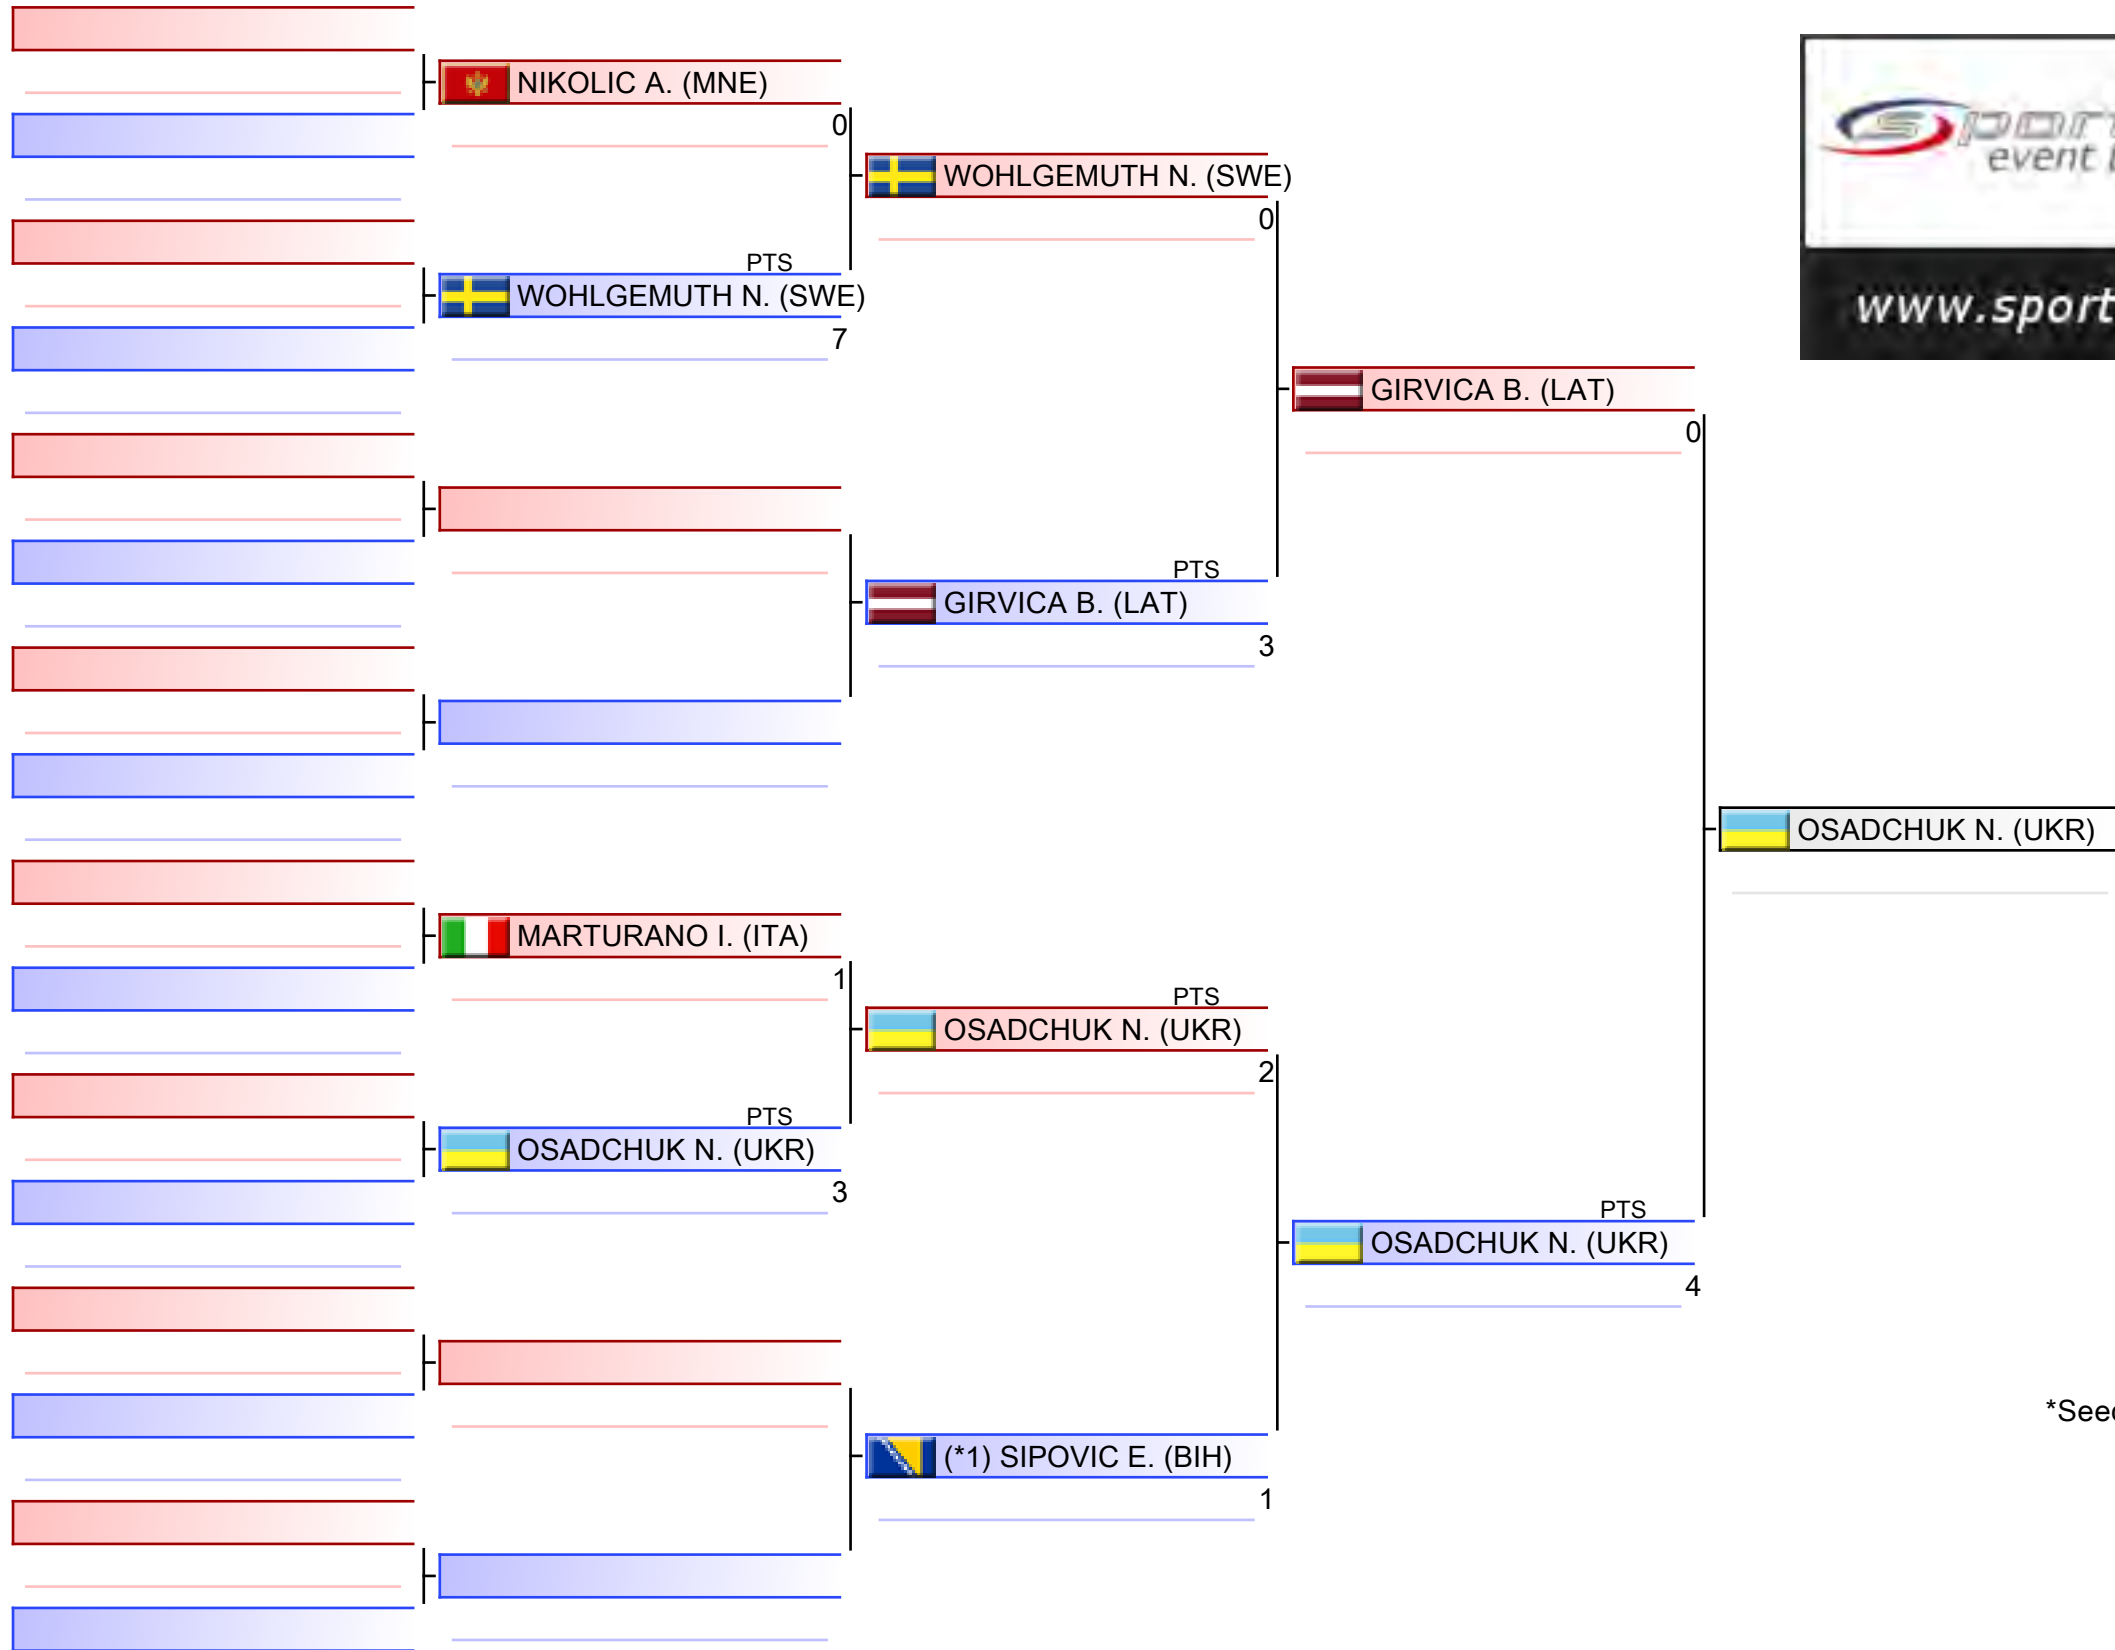 NIKOLIC A. (MNE)
0
PTS
WOHLGEMUTH N. (SWE)
7
WOHLGEMUTH N. (SWE)
0
PTS
GIRVICA B. (LAT)
3
GIRVICA B. (LAT)
0
MARTURANO I. (ITA)
1
PTS
OSADCHUK N. (UKR)
3
PTS
OSADCHUK N. (UKR)
2
(*1) SIPOVIC E. (BIH)
1
PTS
OSADCHUK N. (UKR)
4
OSADCHUK N. (UKR)
event
www.sport
*Seed